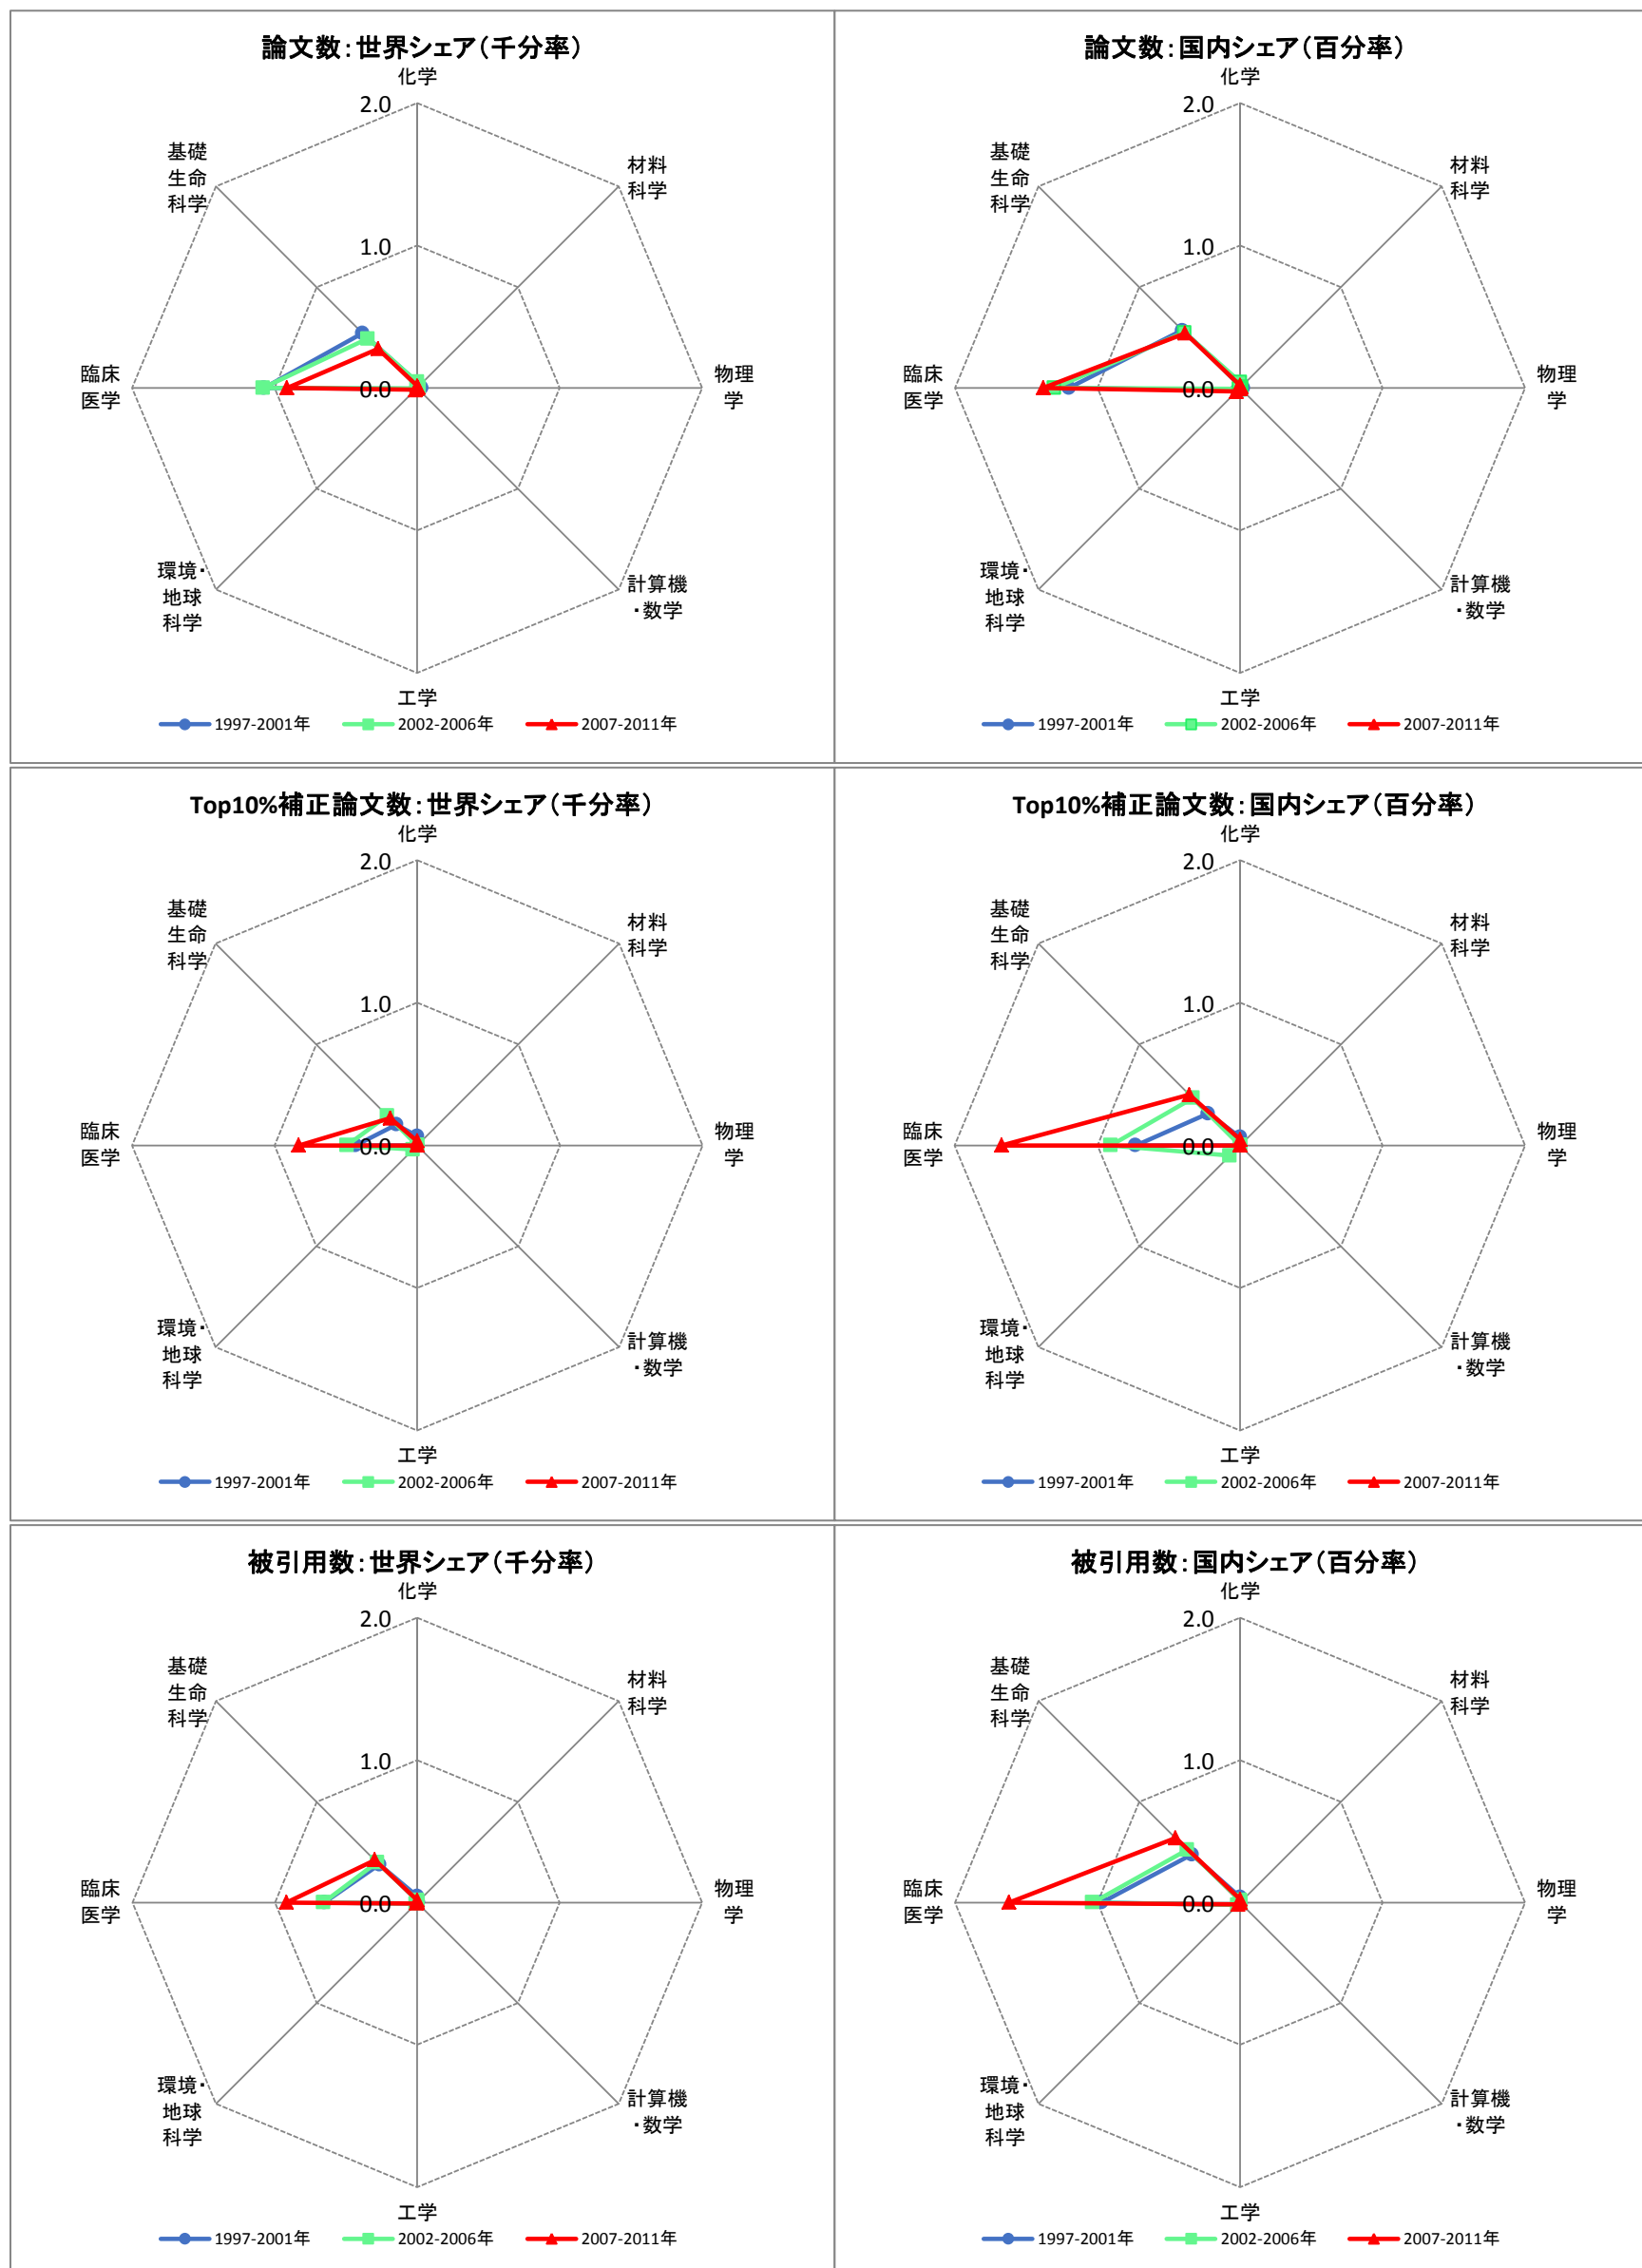 論文数：世界シェア（千分率）
化学
2.0
基礎
生命
科学
材料
科学
1.0
臨床
医学
0.0
物理
学
環境・
地球
科学
計算機
・数学
工学
1997-2001年 2002-2006年 2007-2011年
論文数：国内シェア（百分率）
化学
2.0
基礎
生命
科学
材料
科学
1.0
臨床
医学
0.0
物理
学
環境・
地球
科学
計算機
・数学
工学
1997-2001年 2002-2006年 2007-2011年
Top10%補正論文数：世界シェア（千分率）
化学
2.0
基礎
生命
科学
材料
科学
1.0
臨床
医学
0.0
物理
学
環境・
地球
科学
計算機
・数学
工学
1997-2001年 2002-2006年 2007-2011年
Top10%補正論文数：国内シェア（百分率）
化学
2.0
基礎
生命
科学
材料
科学
1.0
臨床
医学
0.0
物理
学
環境・
地球
科学
計算機
・数学
工学
1997-2001年 2002-2006年 2007-2011年
被引用数：世界シェア（千分率）
化学
2.0
基礎
生命
科学
材料
科学
1.0
臨床
医学
0.0
物理
学
環境・
地球
科学
計算機
・数学
工学
1997-2001年 2002-2006年 2007-2011年
被引用数：国内シェア（百分率）
化学
2.0
基礎
生命
科学
材料
科学
1.0
臨床
医学
0.0
物理
学
環境・
地球
科学
計算機
・数学
工学
1997-2001年 2002-2006年 2007-2011年